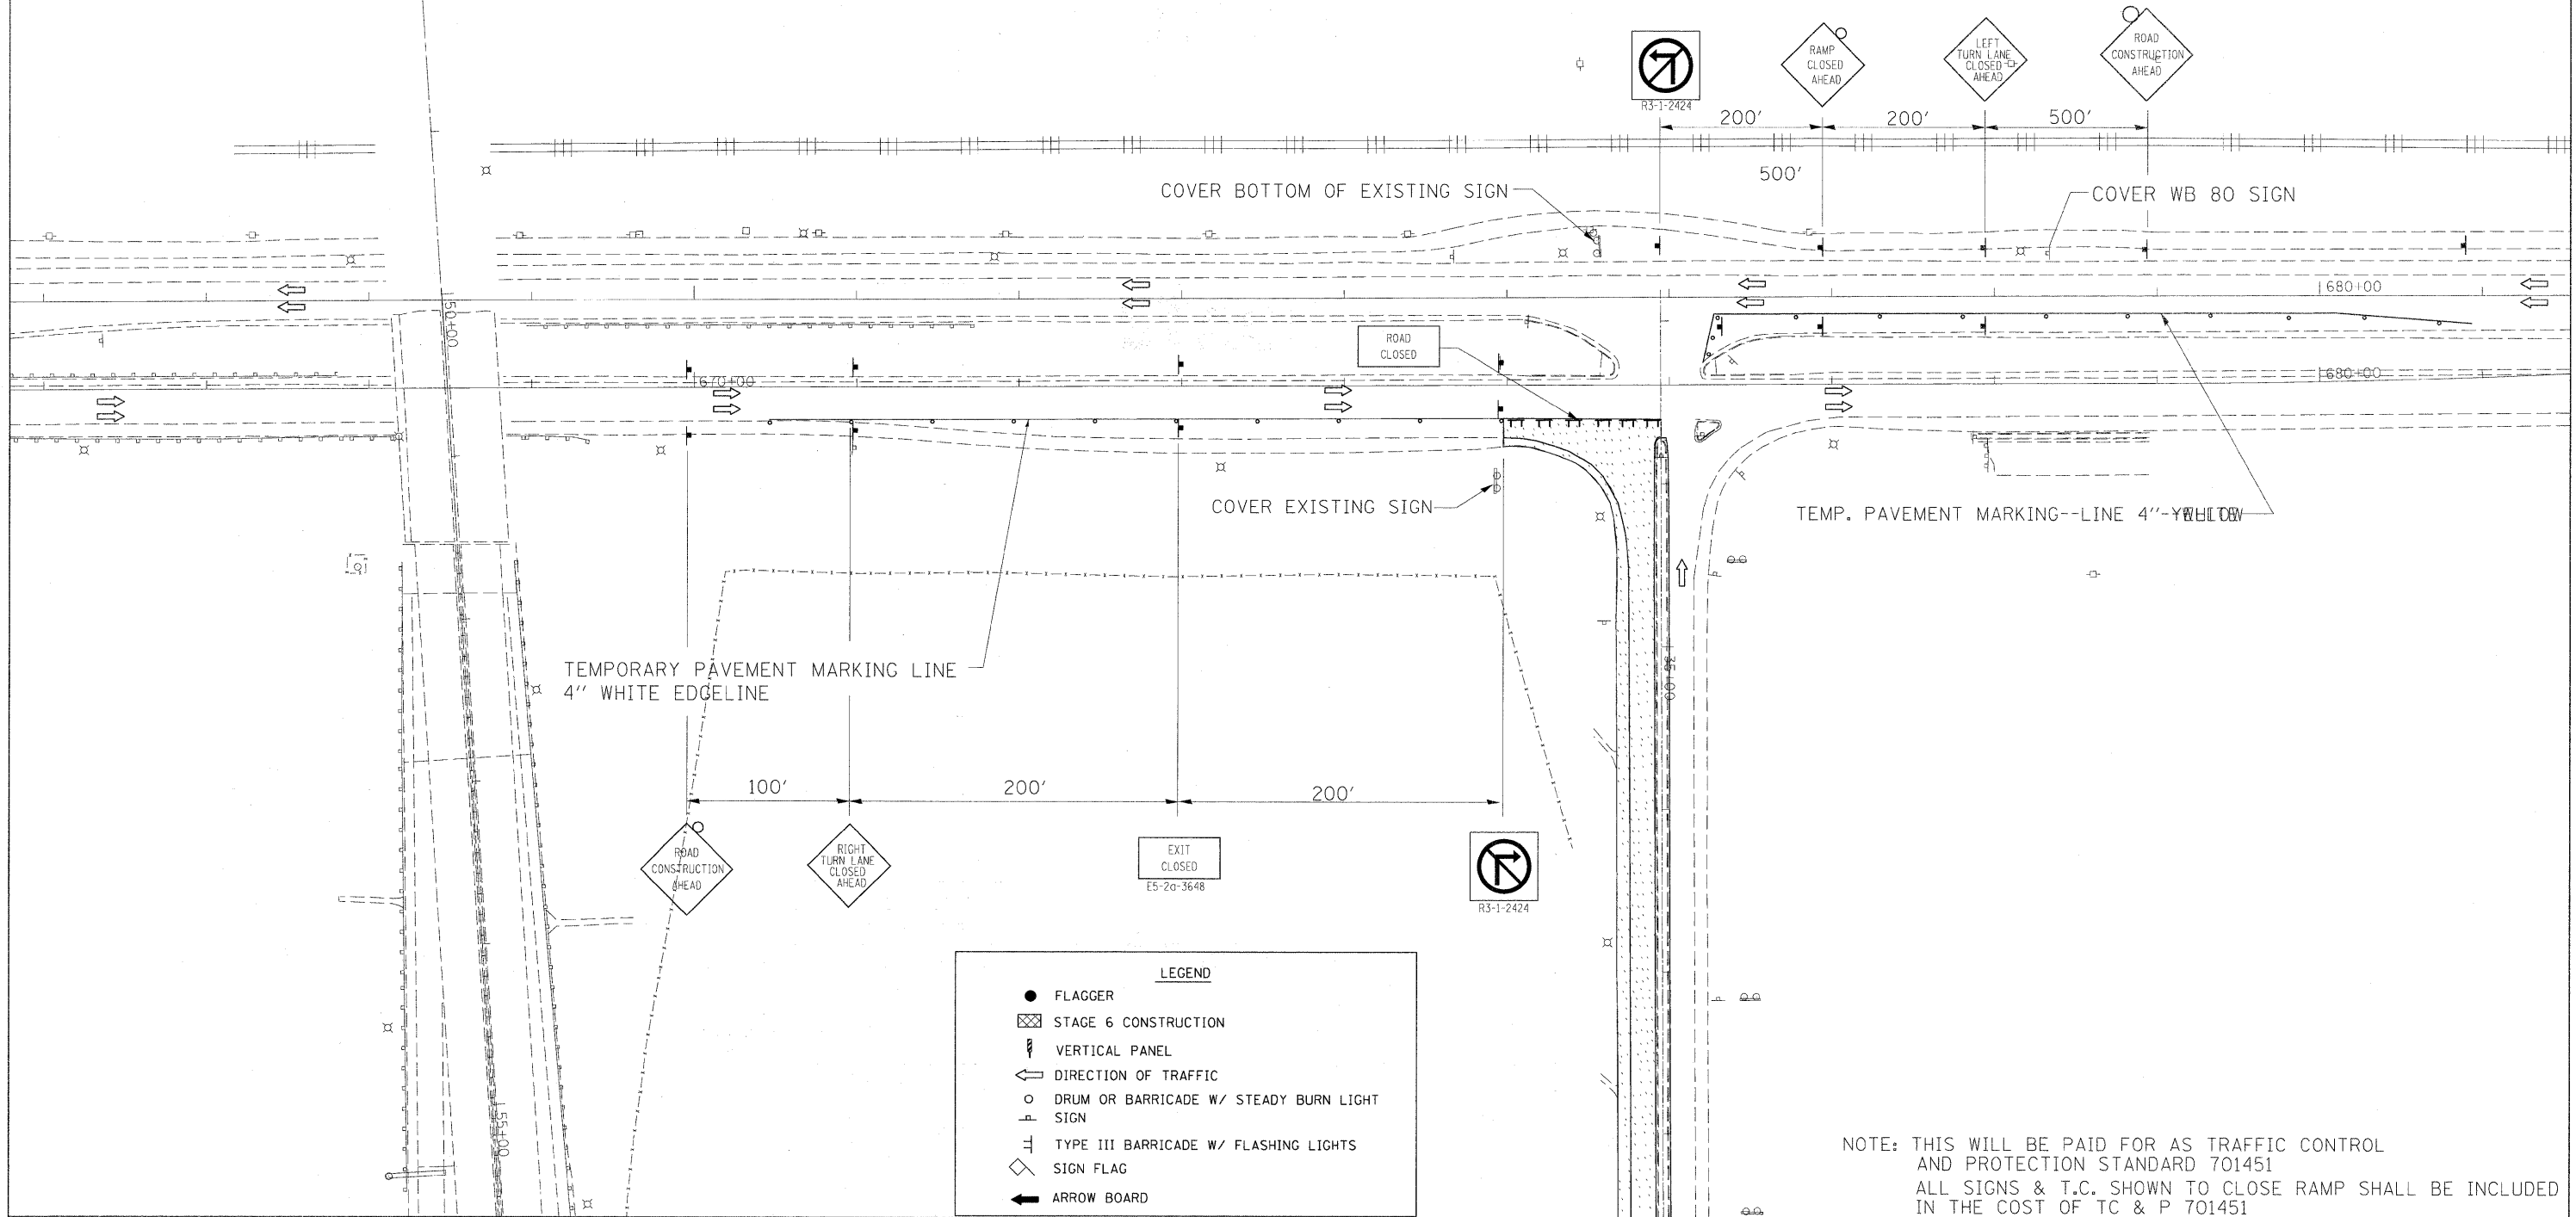 RAMP
CLOSED
AHEAD
LEFT
TURN LANE
CLOSED
AHEAD
ROAD
CONSTRUCTION
AHEAD
R3-1-2424
200'
200'
500'
500'
COVER BOTTOM OF EXISTING SIGN
COVER WB 80 SIGN
50+00
680+00
ROAD
CLOSED
670+00
680+00
COVER EXISTING SIGN
TEMP. PAVEMENT MARKING--LINE 4"
TEMPORARY PAVEMENT MARKING LINE
4" WHITE EDGELINE
35+00
100'
200'
200'
ROAD
CONSTRUCTION
AHEAD
RIGHT
TURN LANE
CLOSED
AHEAD
EXIT
CLOSED
E5-2a-3648
R3-1-2424
LEGEND
FLAGGER
STAGE 6 CONSTRUCTION
VERTICAL PANEL
DIRECTION OF TRAFFIC
DRUM OR BARRICADE W/ STEADY BURN LIGHT
SIGN
TYPE III BARRICADE W/ FLASHING LIGHTS
SIGN FLAG
ARROW BOARD
55+00
NOTE: THIS WILL BE PAID FOR AS TRAFFIC CONTROL
AND PROTECTION STANDARD 701451
ALL SIGNS & T.C. SHOWN TO CLOSE RAMP SHALL BE INCLUDED
IN THE COST OF TC & P 701451